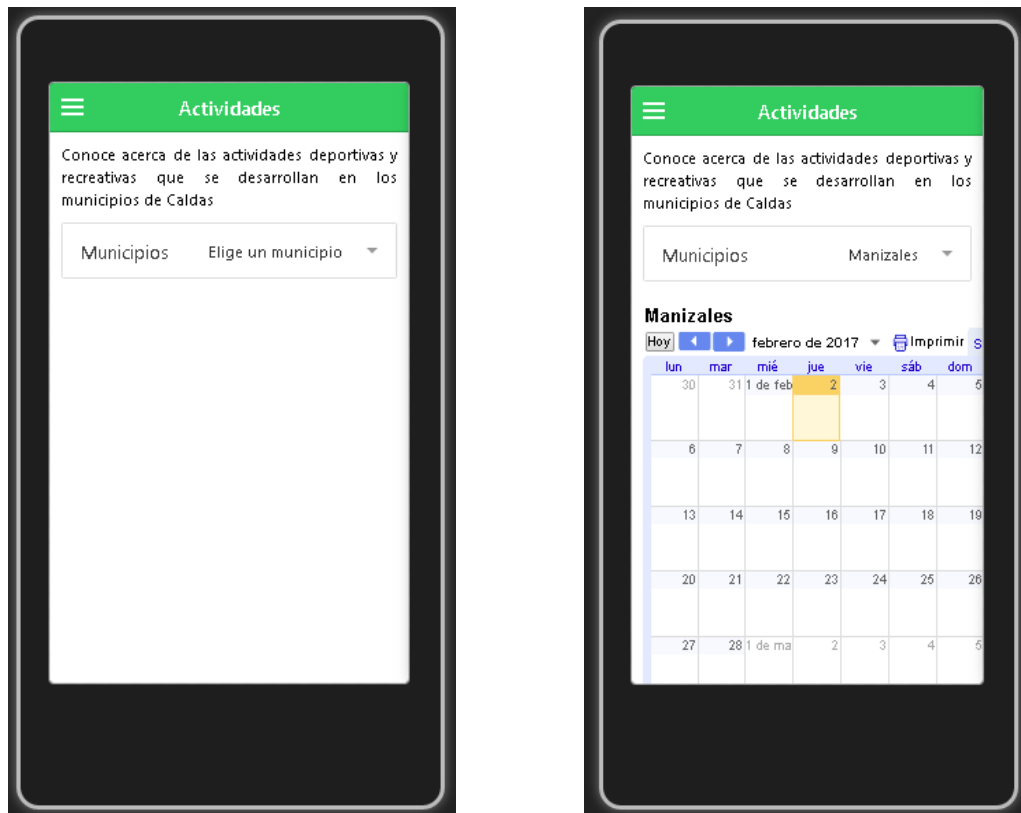 Actividades
Conoce acerca de las actividades deportivas y
recreativas que se desarrollan en los
municipios de Caldas
Municipios Elige un municipio
Actividades
Conoce acerca de las actividades deportivas y
recreativas que se desarrollan en los
municipios de Caldas
Municipios Manizales
Manizales
Hoy febrero de 2017 Imprimir S
lun mar mié jue vie sáb dom
30 31 1 de feb 2 3 4 5
6 7 8 9 10 11 12
13 14 15 16 17 18 19
20 21 22 23 24 25 26
27 28 1 de ma 2 3 4 5